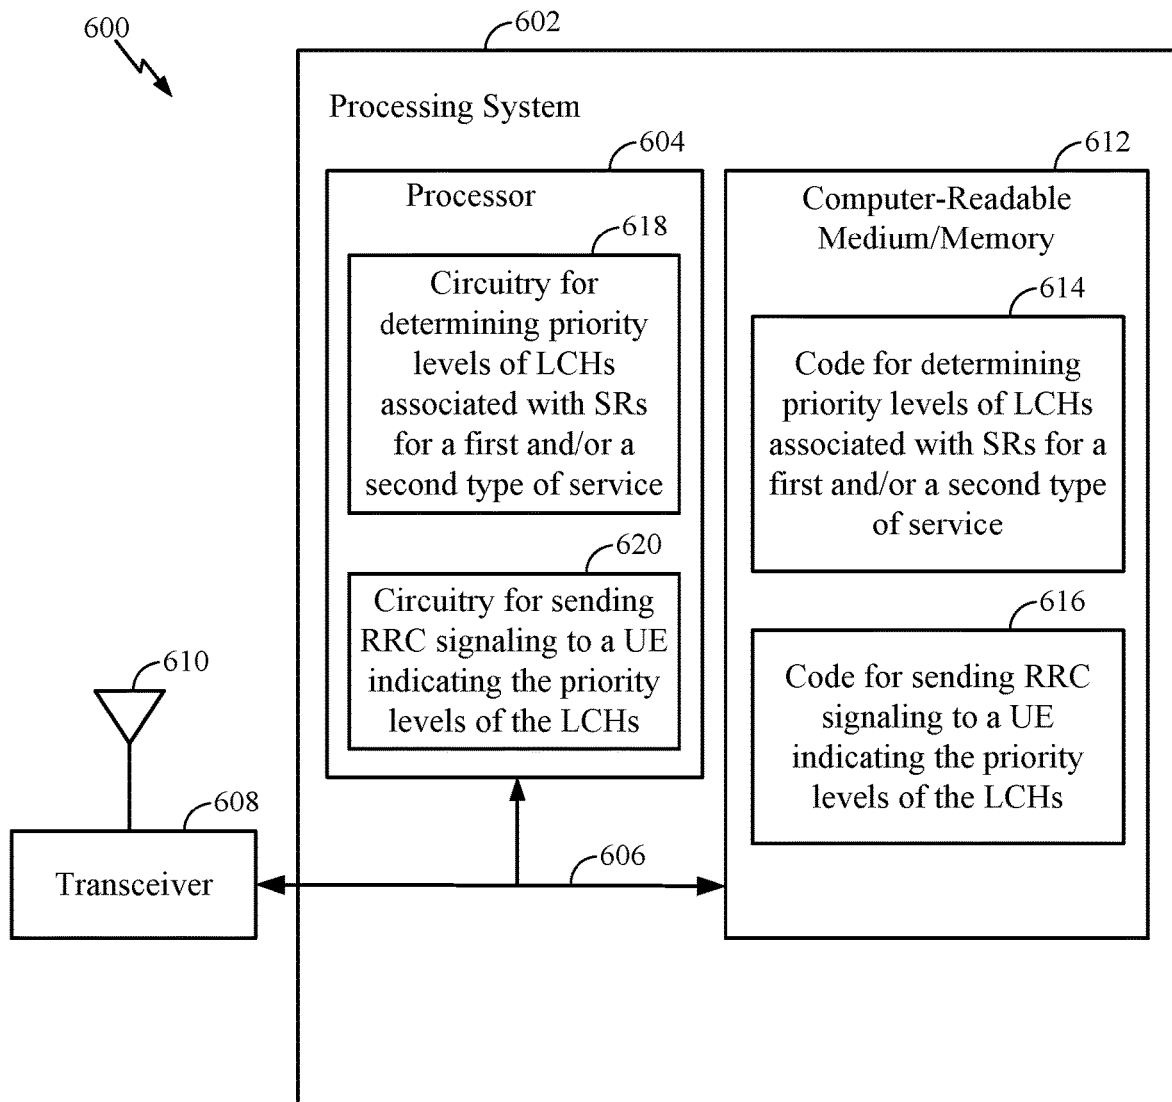 600
602
Processing System
604
Processor
618
Circuitry for
determining priority
levels of LCHs
associated with SRs
for a first and/or a
second type of service
620
Circuitry for sending
RRC signaling to a UE
indicating the priority
levels of the LCHs
612
Computer-Readable
Medium/Memory
614
Code for determining
priority levels of LCHs
associated with SRs for a
first and/or a second type
of service
616
Code for sending RRC
signaling to a UE
indicating the priority
levels of the LCHs
610
608
Transceiver
606